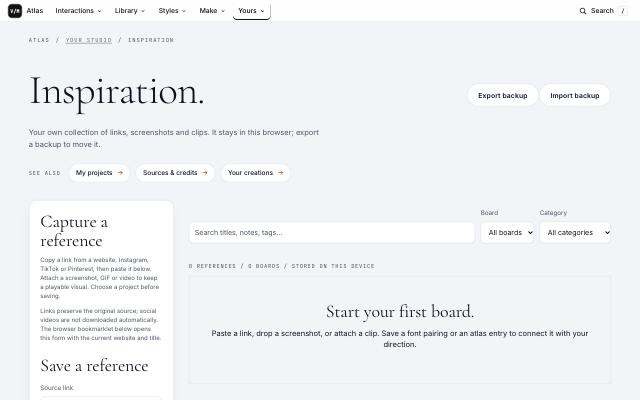 V/M Atlas Interactions Library Styles Make Yours Search /
ATLAS / YOUR STUDIO / INSPIRATION
Inspiration.
Export backup Import backup
Your own collection of links, screenshots and clips. It stays in this browser; export
a backup to move it.
SEE ALSO My projects → Sources & credits → Your creations →
Capture a
reference
Copy a link from a website, Instagram,
TikTok or Pinterest, then paste it below.
Attach a screenshot, GIF or video to keep
a playable visual. Choose a project before
saving.
Links preserve the original source; social
videos are not downloaded automatically.
The browser bookmarklet below opens
this form with the current website and title.
Save a reference
Source link
Board Category
Search titles, notes, tags... All boards All categories
0 REFERENCES / 0 BOARDS / STORED ON THIS DEVICE
Start your first board.
Paste a link, drop a screenshot, or attach a clip. Save a font pairing or an atlas entry to connect it with your
direction.